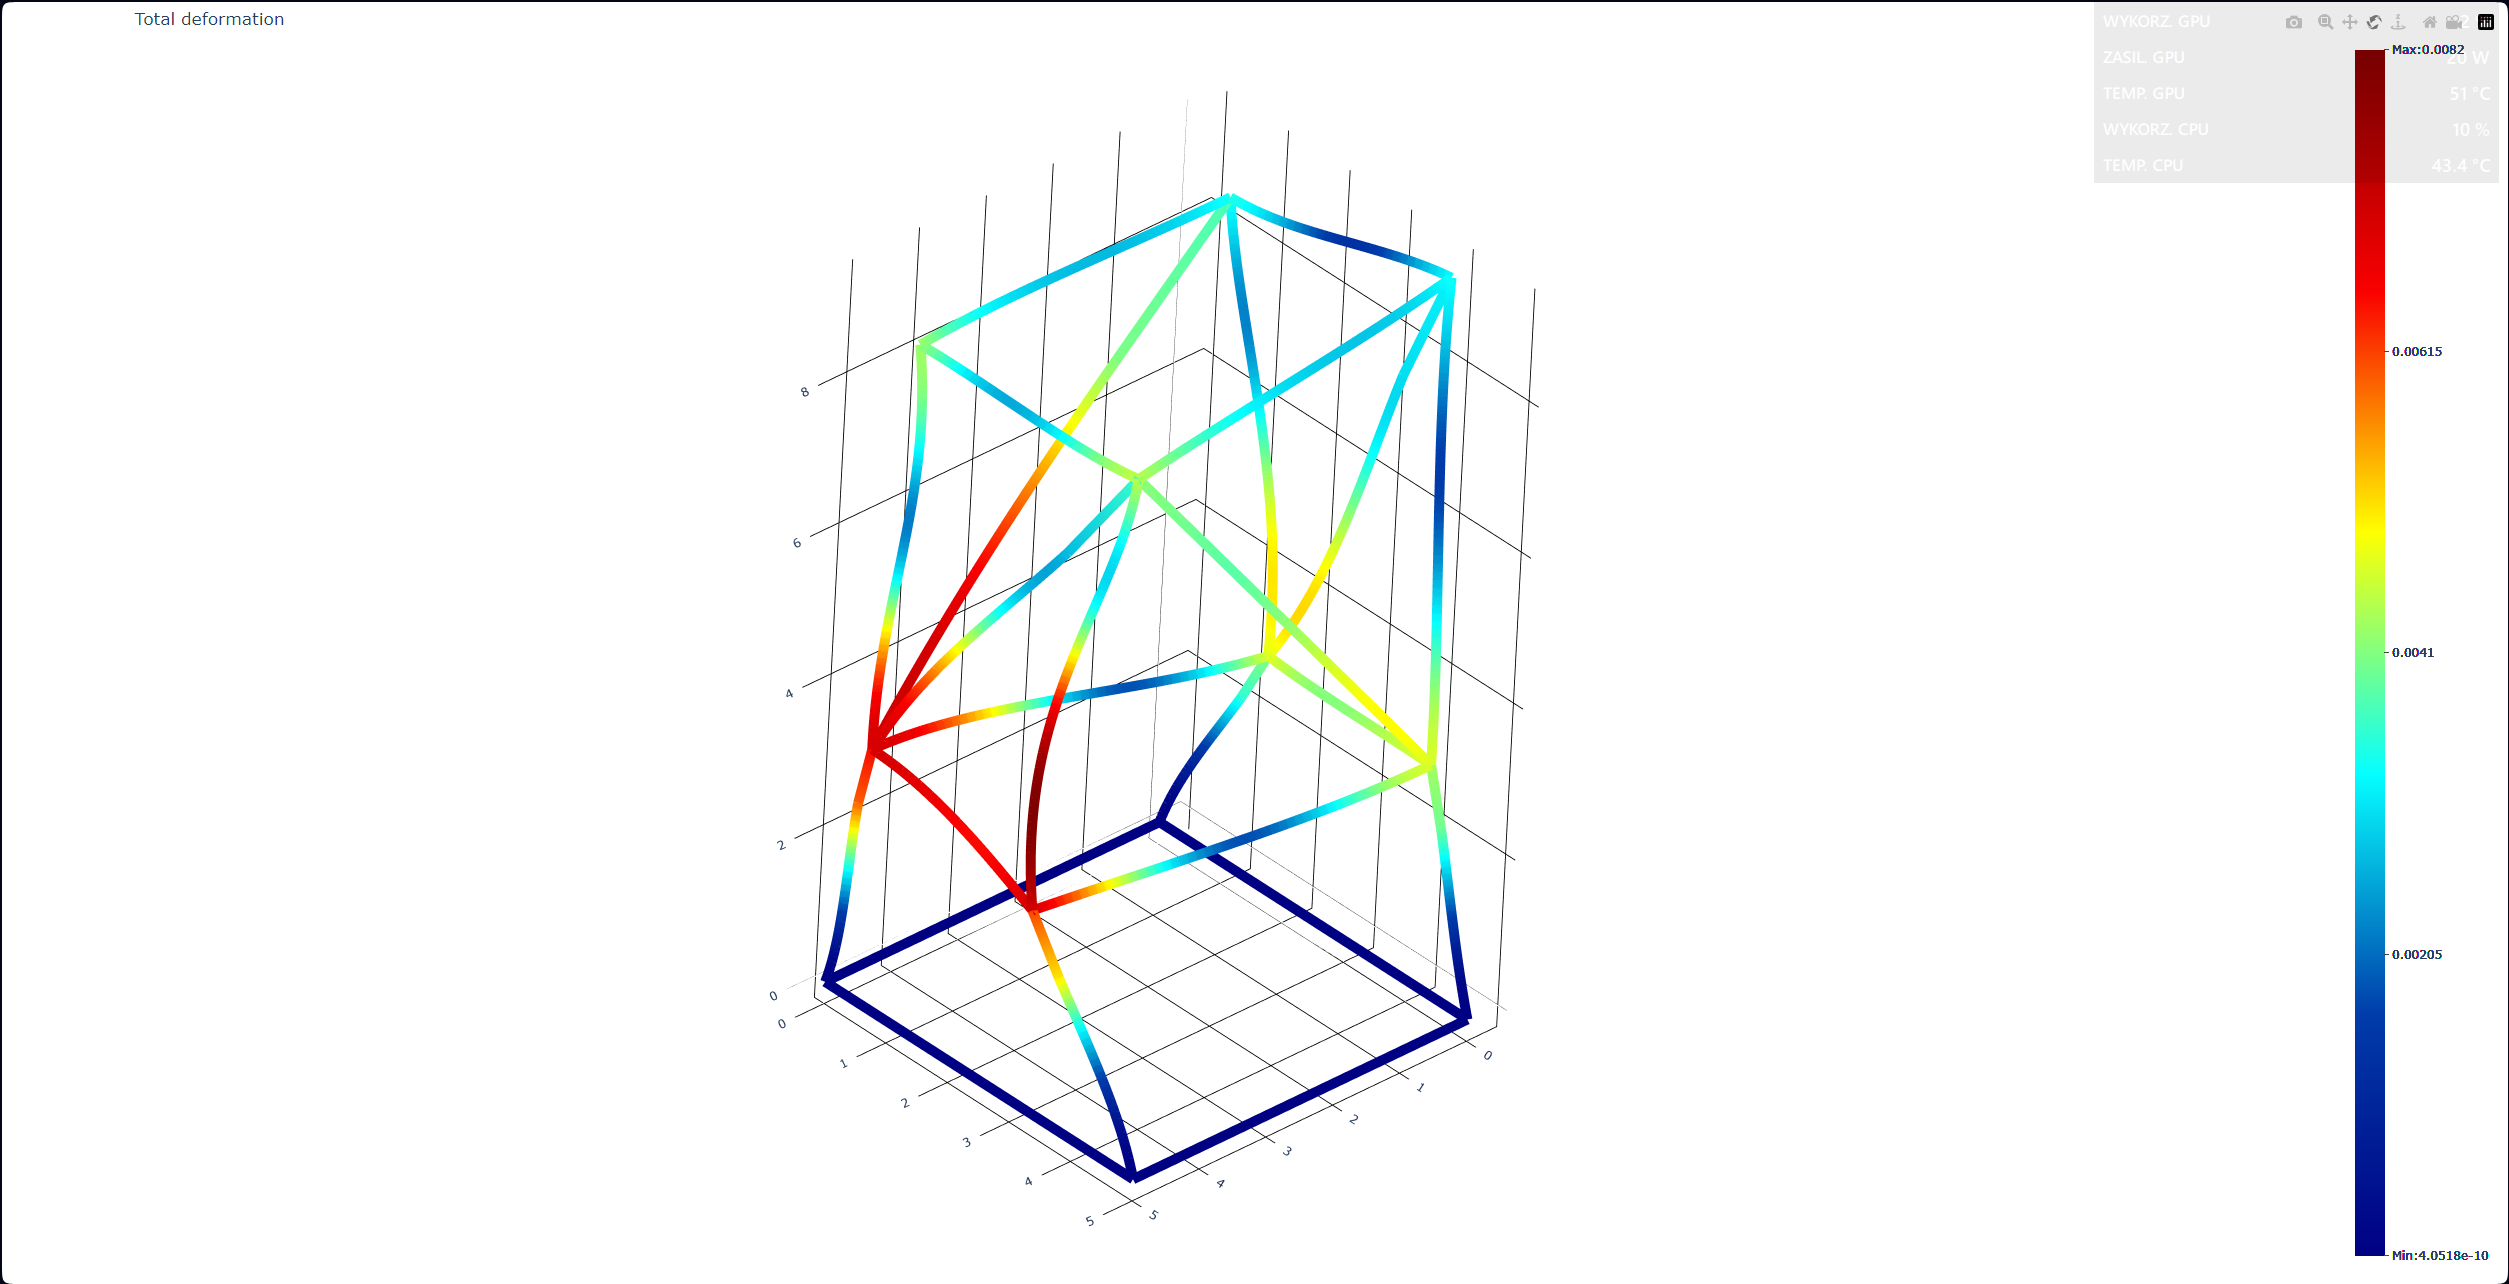 Total deformation
WYKORZ. GPU 2
Max:0.0082
ZASIL. GPU 20 W
TEMP. GPU 51 °C
WYKORZ. CPU 10 %
TEMP. CPU 43.4 °C
0.00615
0.0041
0.00205
Min:4.0518e-10
8
6
4
2
0
0
1
2
3
4
5
0
1
2
3
4
5